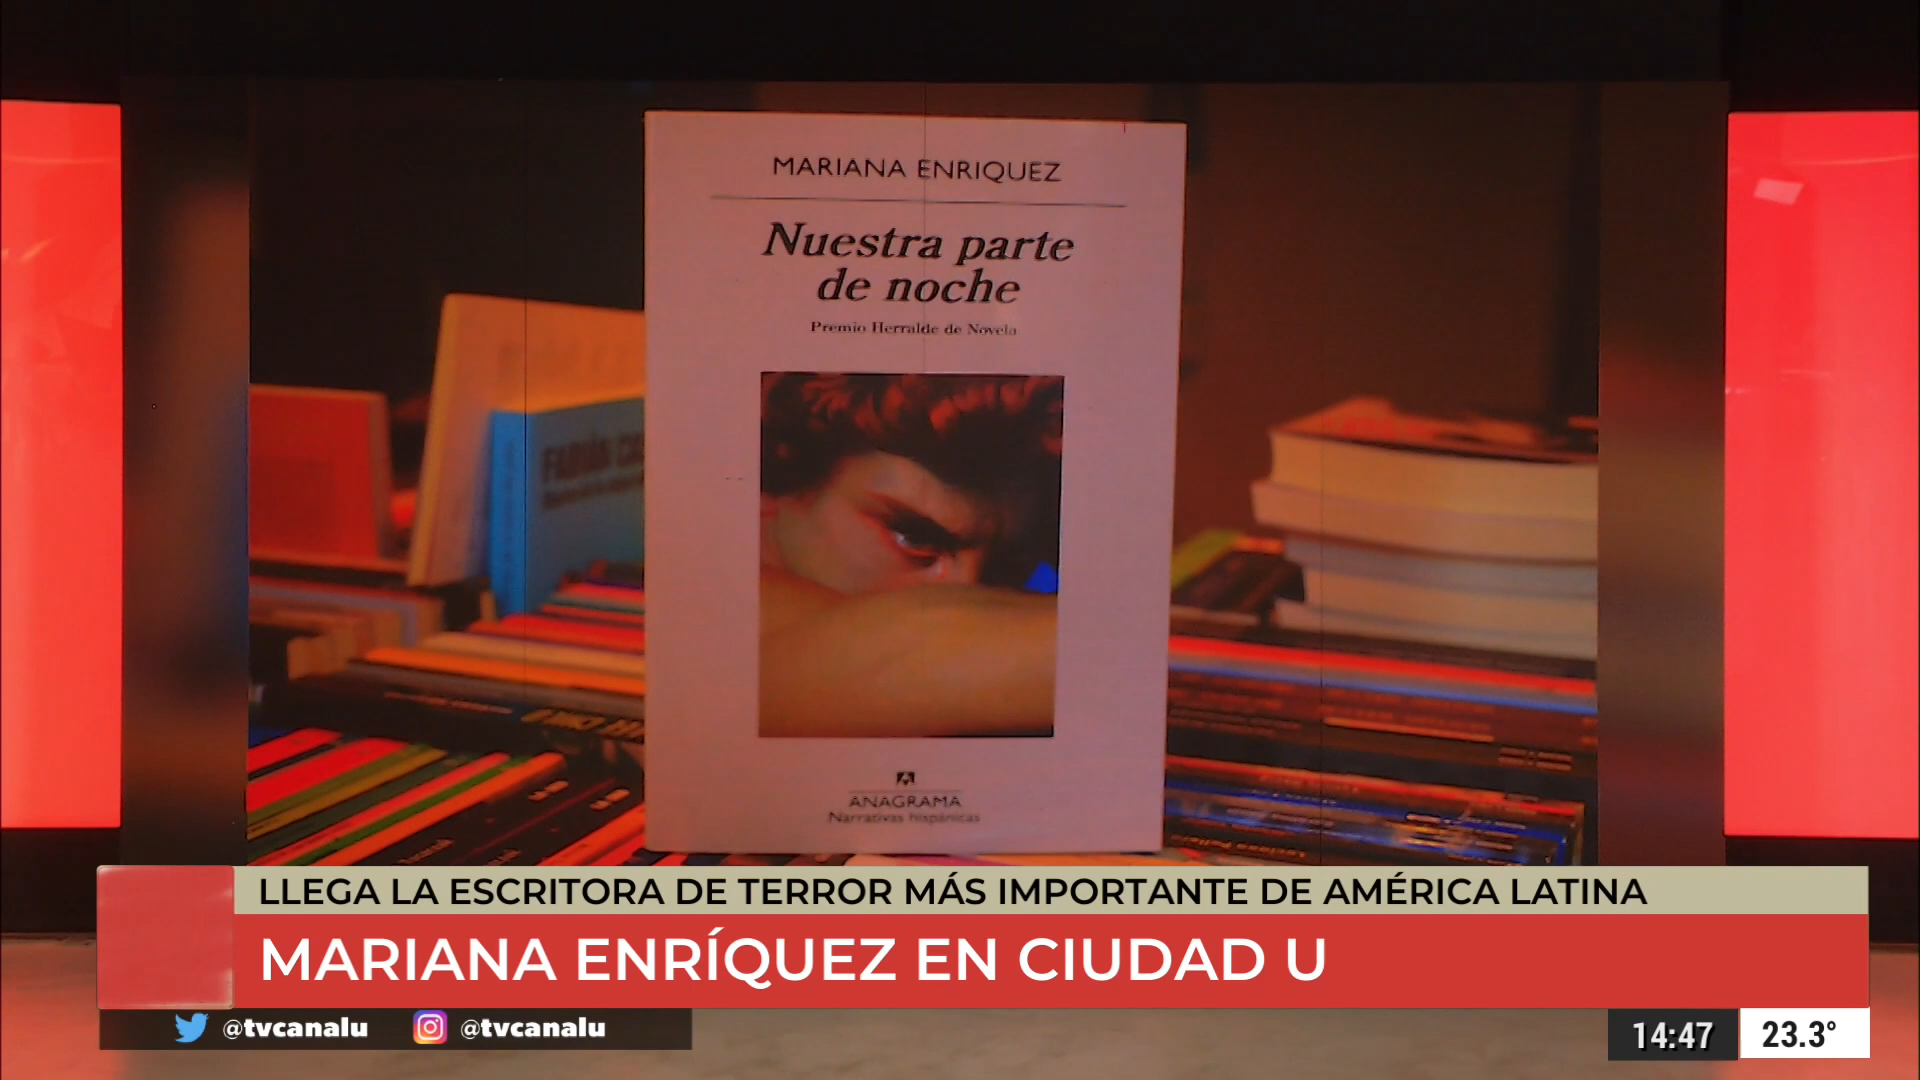 MARIANA ENRIQUEZ
Nuestra parte
de noche
Premio Herralde de Novela
FABIÁN
ANAGRAMA
Narrativas hispánicas
LLEGA LA ESCRITORA DE TERROR MÁS IMPORTANTE DE AMÉRICA LATINA
MARIANA ENRÍQUEZ EN CIUDAD U
@tvcanalu
@tvcanalu
14:47
23.3°